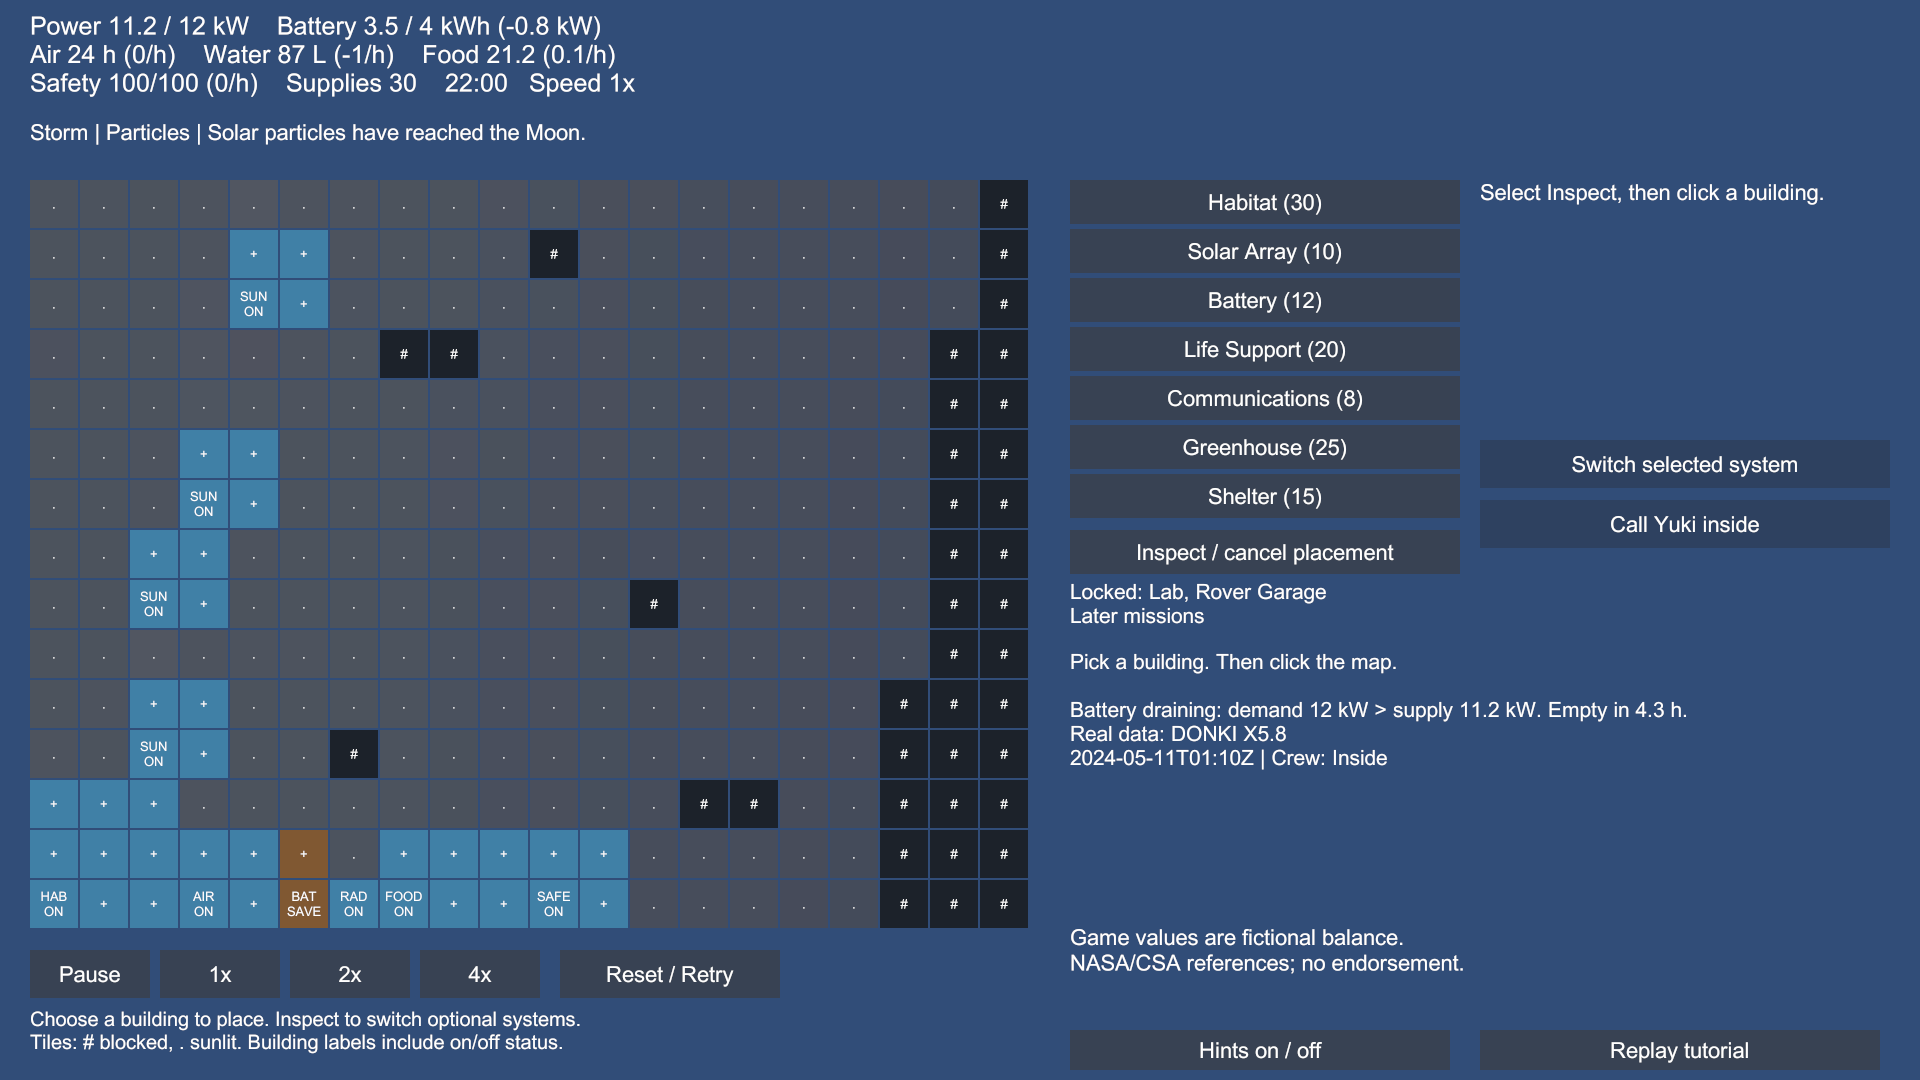 Power 11.2 / 12 kW    Battery 3.5 / 4 kWh (-0.8 kW)
Air 24 h (0/h)    Water 87 L (-1/h)    Food 21.2 (0.1/h)
Safety 100/100 (0/h)    Supplies 30    22:00   Speed 1x
Storm | Particles | Solar particles have reached the Moon.
. . . . . . . . . . . . . . . . . . . #
. . . . + + . . . . # . . . . . . . . #
. . . . SUN ON + . . . . . . . . . . . . . #
. . . . . . . # # . . . . . . . . . # #
. . . . . . . . . . . . . . . . . . # #
. . . + + . . . . . . . . . . . . . # #
. . . SUN ON + . . . . . . . . . . . . . # #
. . + + . . . . . . . . . . . . . . # #
. . SUN ON + . . . . . . . . # . . . . . # #
. . . . . . . . . . . . . . . . . . # #
. . + + . . . . . . . . . . . . . # # #
. . SUN ON + . . # . . . . . . . . . . # # #
+ + + . . . . . . . . . . # # . . # # #
+ + + + + + . + + + + + . . . . . # # #
HAB ON + + AIR ON + BAT SAVE RAD ON FOOD ON + + SAFE ON + . . . . . # # #
Habitat (30)
Solar Array (10)
Battery (12)
Life Support (20)
Communications (8)
Greenhouse (25)
Shelter (15)
Inspect / cancel placement
Locked: Lab, Rover Garage
Later missions
Pick a building. Then click the map.
Battery draining: demand 12 kW > supply 11.2 kW. Empty in 4.3 h.
Real data: DONKI X5.8
2024-05-11T01:10Z | Crew: Inside
Select Inspect, then click a building.
Switch selected system
Call Yuki inside
Game values are fictional balance.
NASA/CSA references; no endorsement.
Pause
1x
2x
4x
Reset / Retry
Choose a building to place. Inspect to switch optional systems.
Tiles: # blocked, . sunlit. Building labels include on/off status.
Hints on / off
Replay tutorial